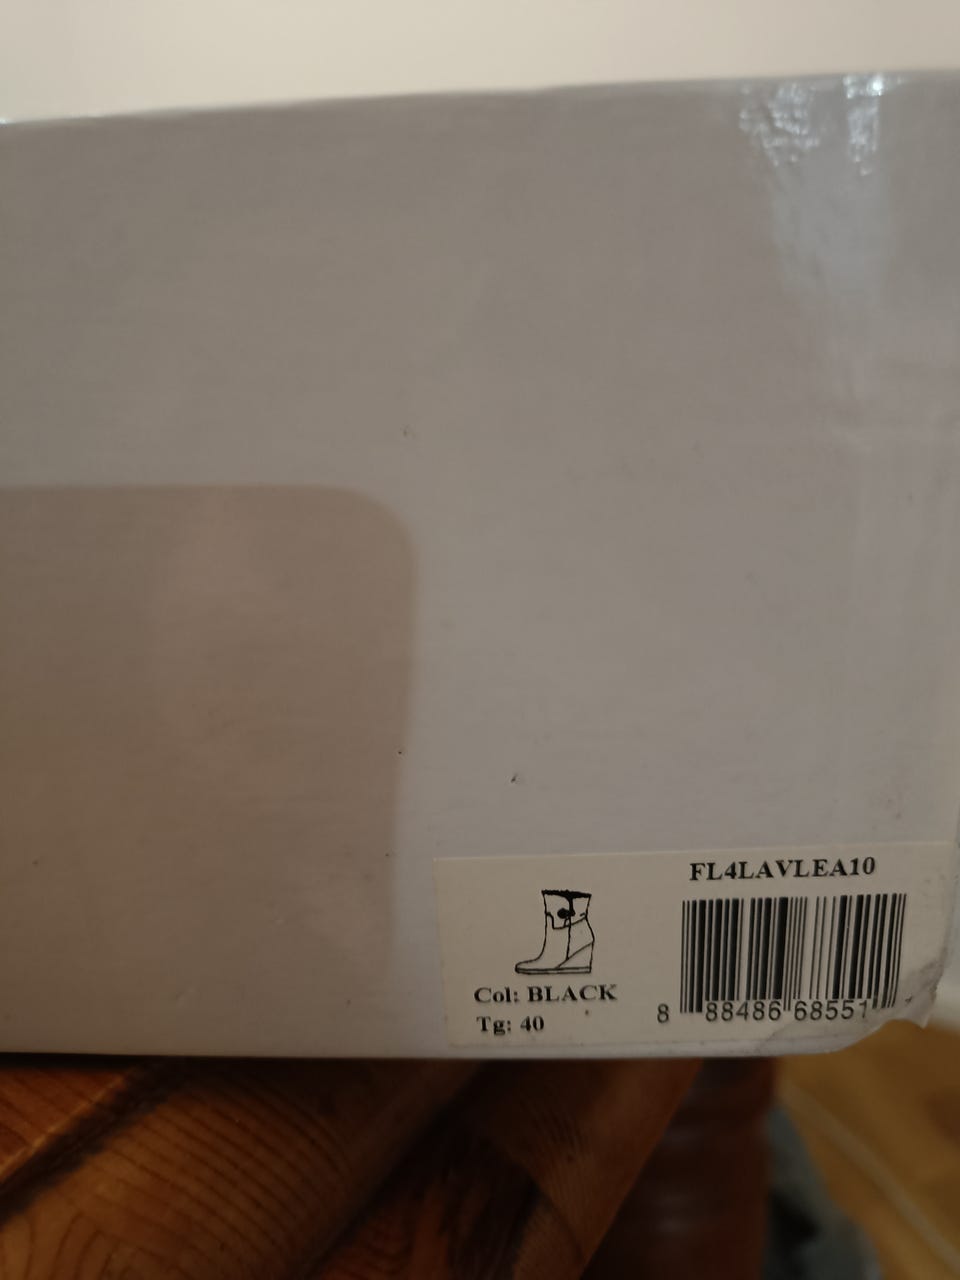 FL4LAVLEA10
Col: BLACK
Tg: 40
8 88486 68551